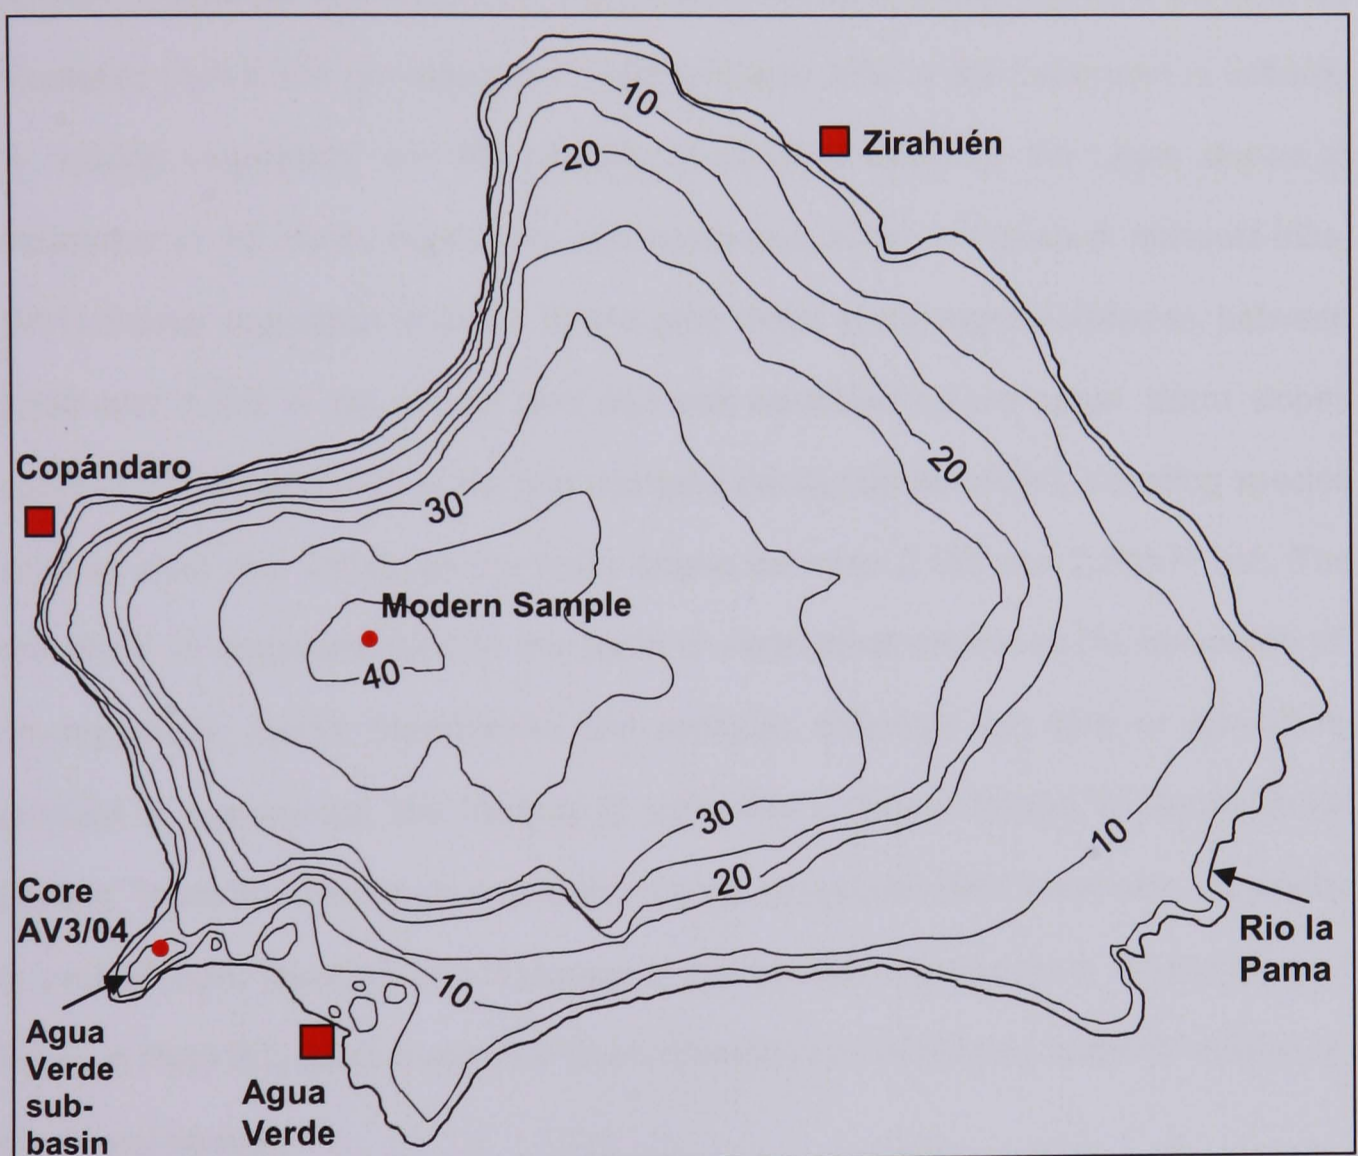 10
Zirahuén
20
Copándaro
20
30
Modern Sample
40
30
10
20
Core
AV3/04
Rio la
Pama
10
Agua
Verde
sub-
basin
Agua
Verde